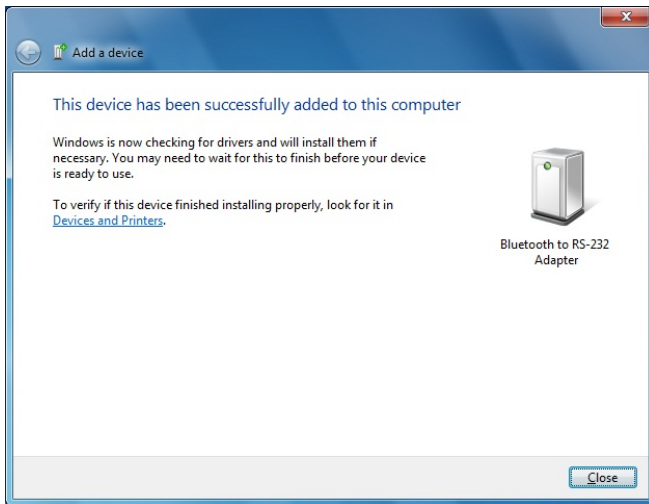 Add a device
This device has been successfully added to this computer
Windows is now checking for drivers and will install them if
necessary. You may need to wait for this to finish before your device
is ready to use.
To verify if this device finished installing properly, look for it in
Devices and Printers.
Bluetooth to RS-232
Adapter
Close